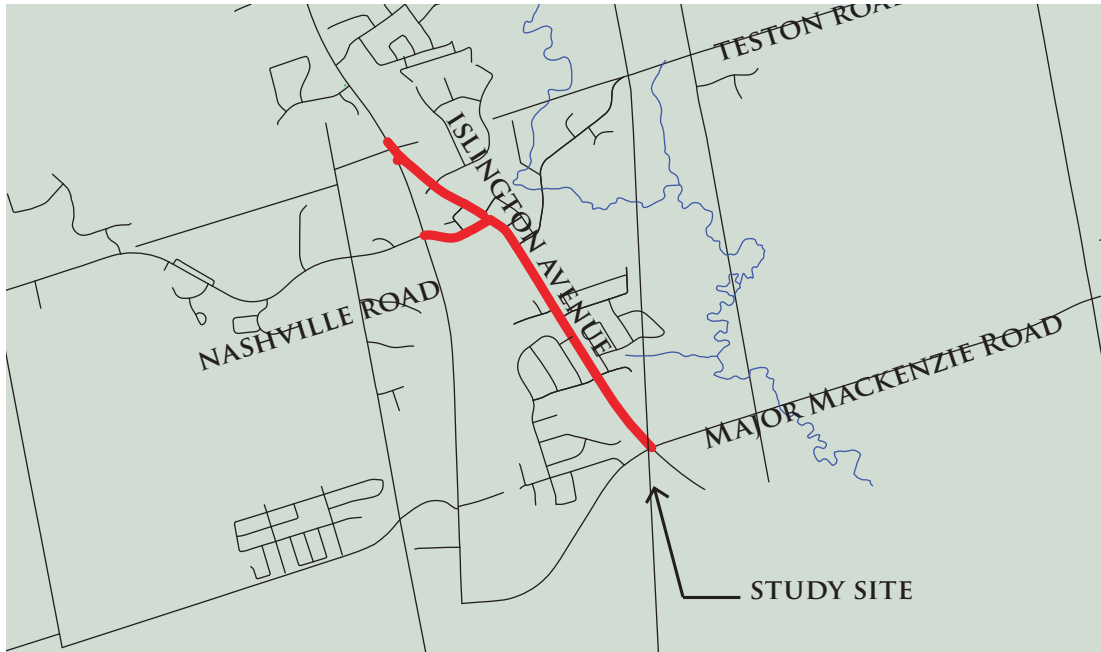 TESTON ROA
ISLINGTON AVENUE
NASHVILLE ROAD
MAJOR MACKENZIE ROAD
STUDY SITE